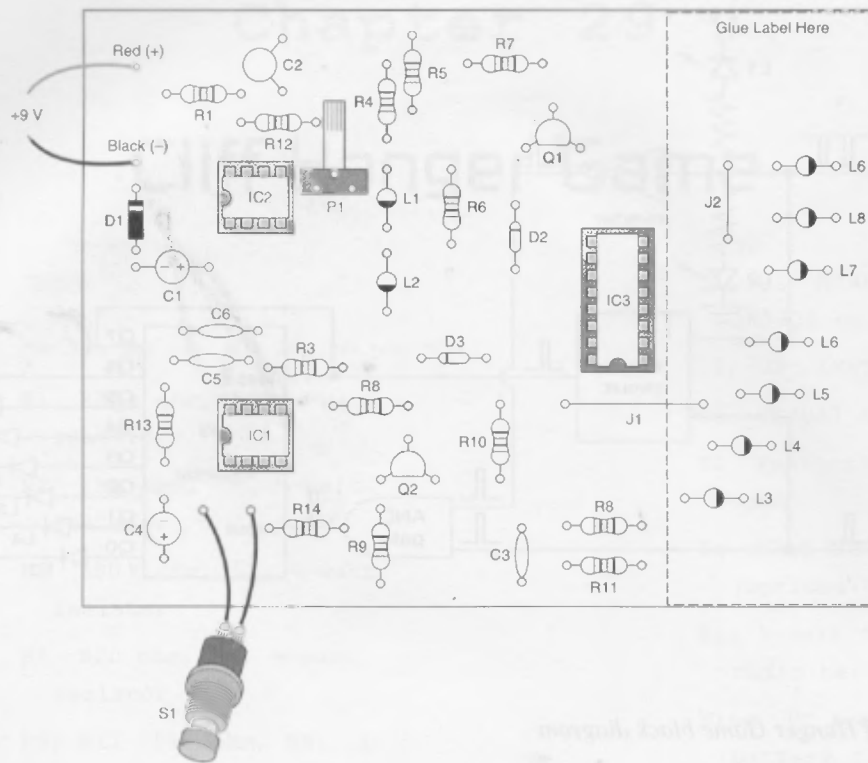 Glue Label Here
Red (+)
+9 V
Black (−)
R1
C2
R12
R4
R5
R7
Q1
IC2
P1
L1
R6
D2
J2
L6
L8
L7
D1
C1
L2
IC3
C6
C5
R3
D3
L6
R8
J1
L5
R13
IC1
R10
L4
Q2
L3
C4
R14
R9
C3
R8
R11
S1